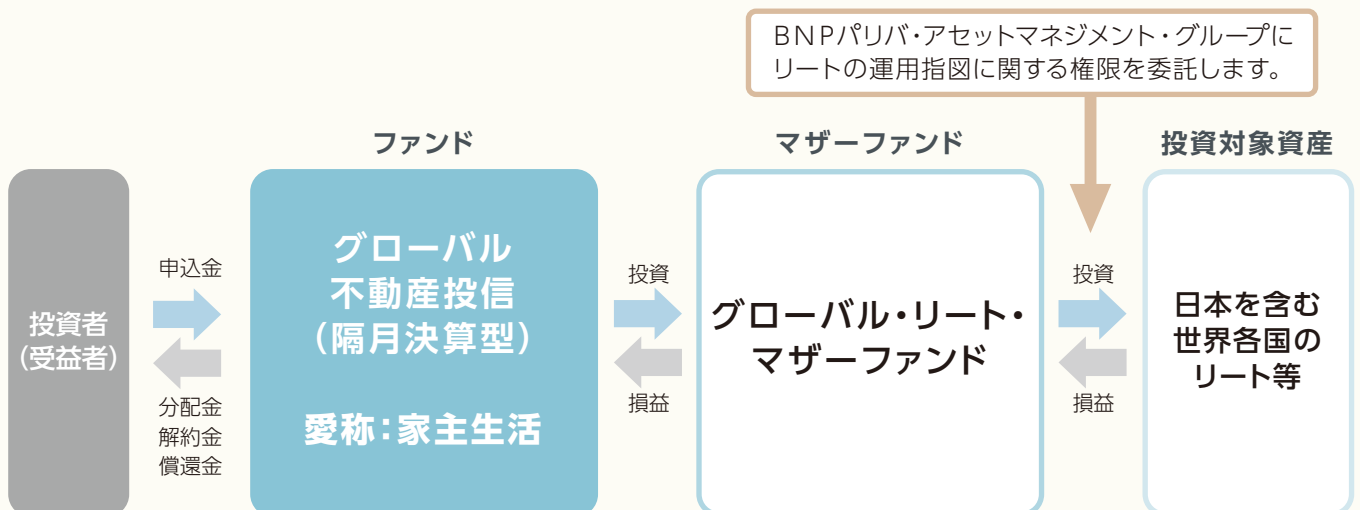 BNPパリバ・アセットマネジメント・グループに
リートの運用指図に関する権限を委託します。
ファンド
マザーファンド
投資対象資産
投資者
(受益者)
申込金
分配金
解約金
償還金
グローバル
不動産投信
(隔月決算型)
愛称:家主生活
投資
損益
グローバル・リート・
マザーファンド
投資
損益
日本を含む
世界各国の
リート等